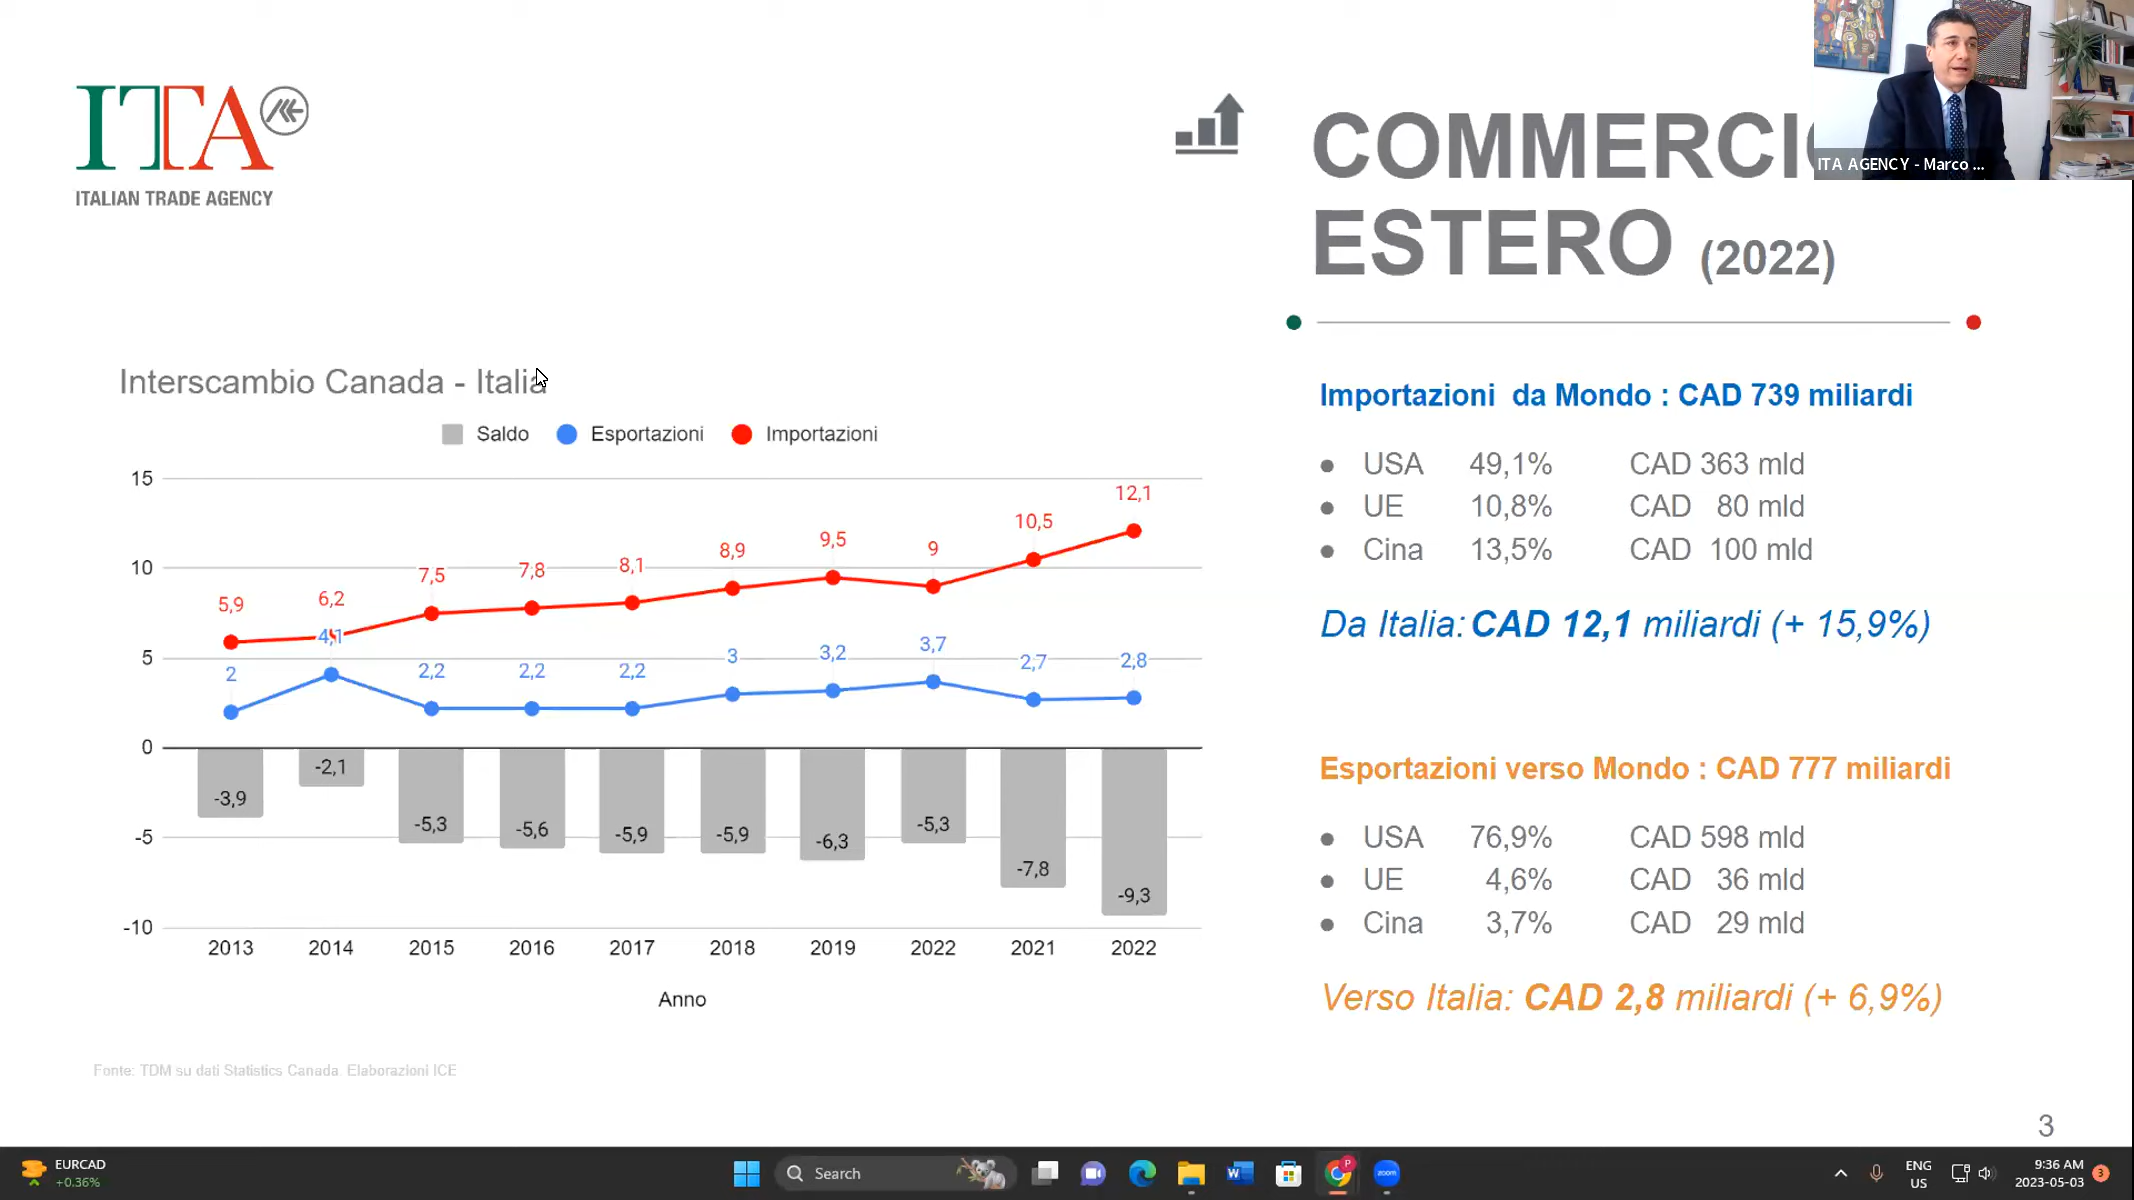 ITA
ITALIAN TRADE AGENCY
COMMERCI
ESTERO (2022)
ITA AGENCY - Marco ...
Interscambio Canada - Italia
Saldo Esportazioni Importazioni
15
10
5
0
-5
-10
5,9 6,2 7,5 7,8 8,1 8,9 9,5 9 10,5 12,1
2 4,1 2,2 2,2 2,2 3 3,2 3,7 2,7 2,8
-3,9 -2,1 -5,3 -5,6 -5,9 -5,9 -6,3 -5,3 -7,8 -9,3
2013 2014 2015 2016 2017 2018 2019 2022 2021 2022
Anno
Fonte: TDM su dati Statistics Canada. Elaborazioni ICE
Importazioni da Mondo : CAD 739 miliardi
● USA 49,1% CAD 363 mld
● UE 10,8% CAD 80 mld
● Cina 13,5% CAD 100 mld
Da Italia: CAD 12,1 miliardi (+ 15,9%)
Esportazioni verso Mondo : CAD 777 miliardi
● USA 76,9% CAD 598 mld
● UE 4,6% CAD 36 mld
● Cina 3,7% CAD 29 mld
Verso Italia: CAD 2,8 miliardi (+ 6,9%)
3
EURCAD
+0.36%
Search
zoom
ENG
US
9:36 AM
2023-05-03
3